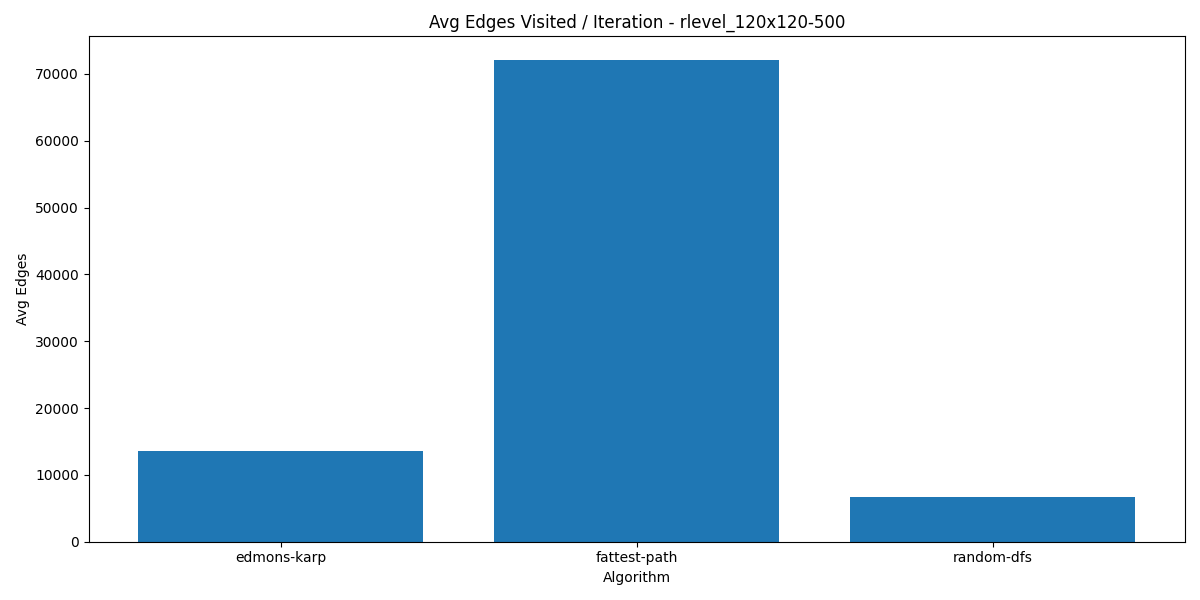 Avg Edges Visited / Iteration - rlevel_120x120-500
Avg Edges
70000
60000
50000
40000
30000
20000
10000
0
edmons-karp fattest-path random-dfs
Algorithm